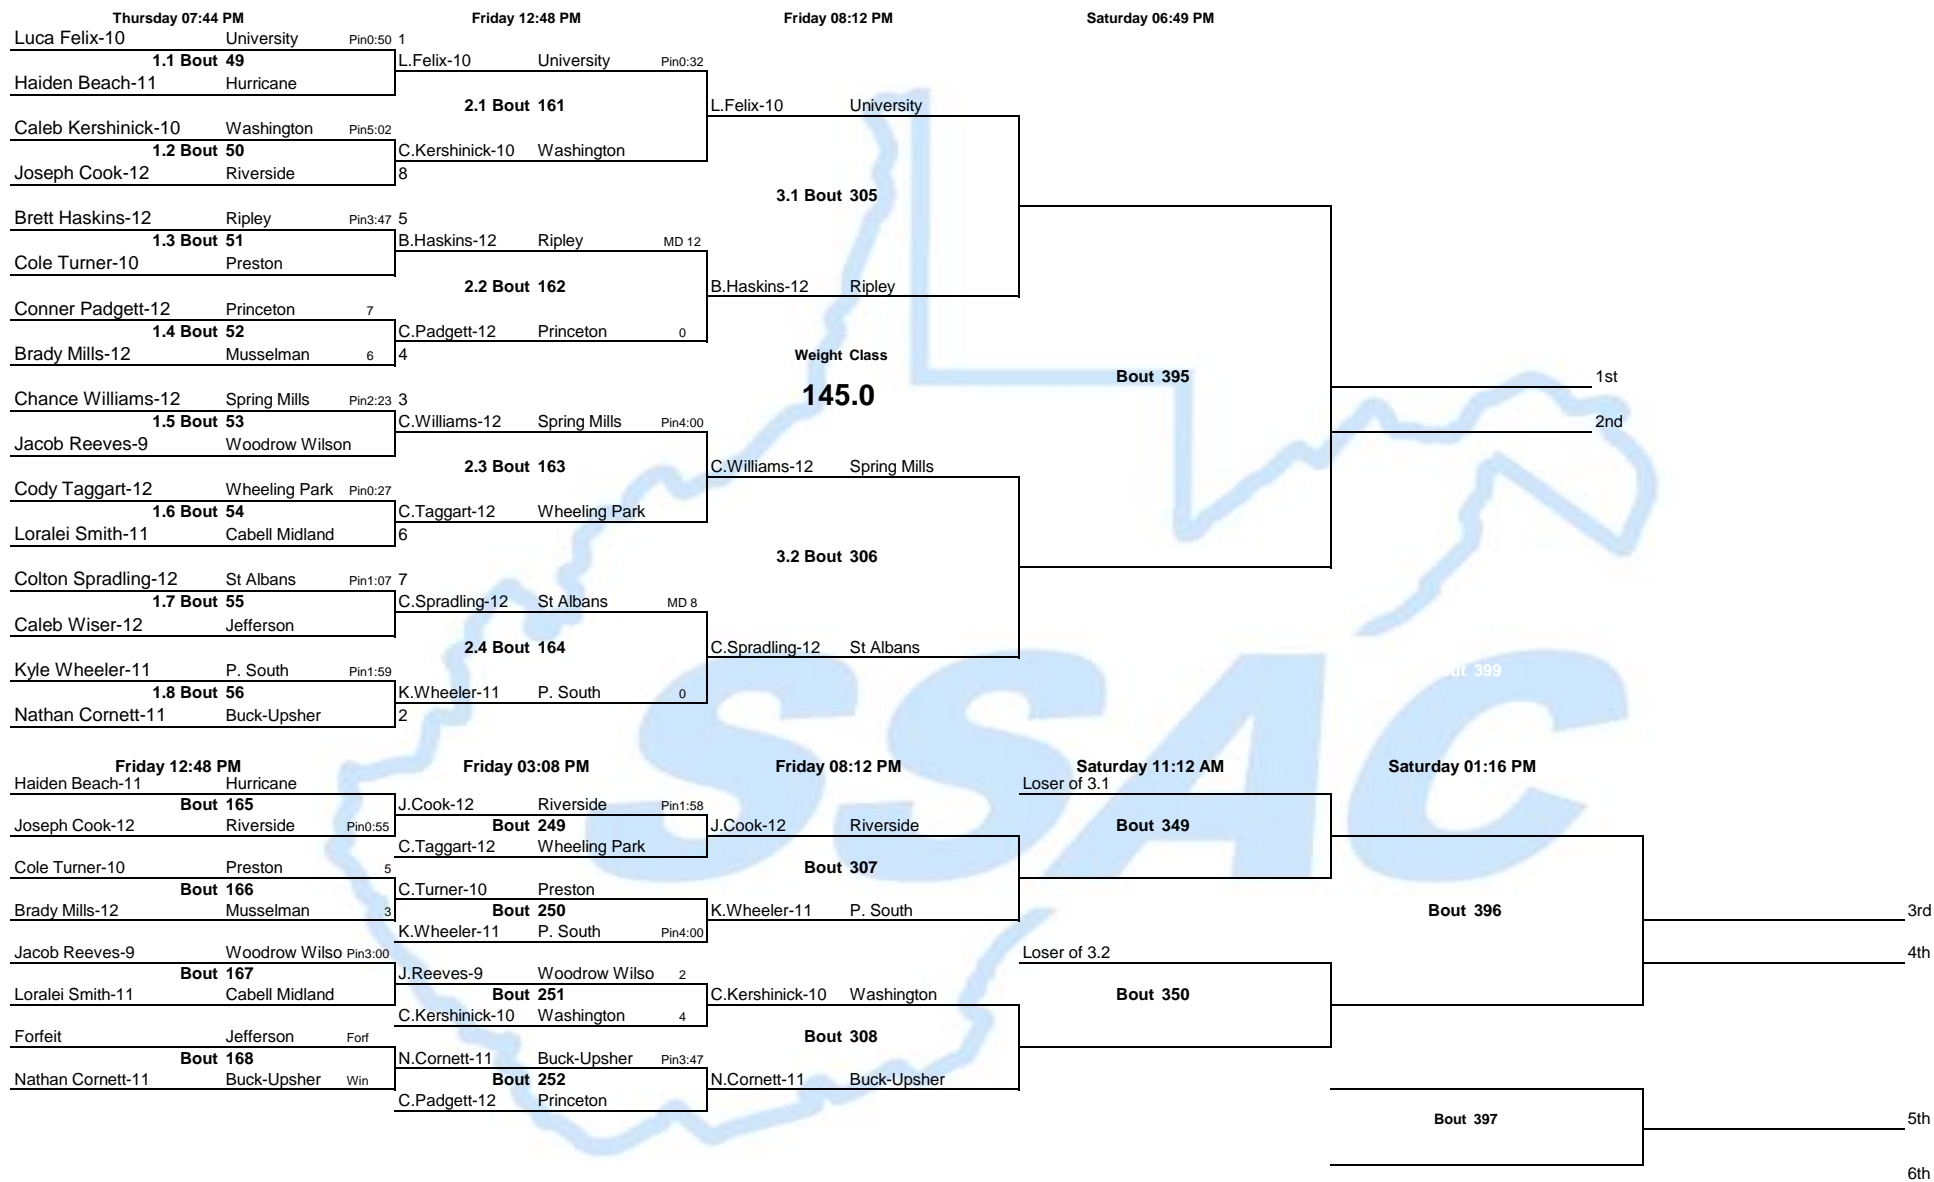 Thursday 07:44 PM Friday 12:48 PM Friday 08:12 PM Saturday 06:49 PM
Luca Felix-10 University Pin0:50 1
1.1 Bout 49 L.Felix-10 University Pin0:32
Haiden Beach-11 Hurricane
2.1 Bout 161 L.Felix-10 University
Caleb Kershinick-10 Washington Pin5:02
1.2 Bout 50 C.Kershinick-10 Washington
Joseph Cook-12 Riverside 8
3.1 Bout 305
Brett Haskins-12 Ripley Pin3:47 5
1.3 Bout 51 B.Haskins-12 Ripley MD 12
Cole Turner-10 Preston
2.2 Bout 162 B.Haskins-12 Ripley
Conner Padgett-12 Princeton 7
1.4 Bout 52 C.Padgett-12 Princeton 0
Brady Mills-12 Musselman 6 4
Weight Class
145.0
Bout 395 1st
Chance Williams-12 Spring Mills Pin2:23 3
1.5 Bout 53 C.Williams-12 Spring Mills Pin4:00 2nd
Jacob Reeves-9 Woodrow Wilson
2.3 Bout 163 C.Williams-12 Spring Mills
Cody Taggart-12 Wheeling Park Pin0:27
1.6 Bout 54 C.Taggart-12 Wheeling Park
Loralei Smith-11 Cabell Midland 6
3.2 Bout 306
Colton Spradling-12 St Albans Pin1:07 7
1.7 Bout 55 C.Spradling-12 St Albans MD 8
Caleb Wiser-12 Jefferson
2.4 Bout 164 C.Spradling-12 St Albans
Kyle Wheeler-11 P. South Pin1:59 399
1.8 Bout 56 K.Wheeler-11 P. South 0
Nathan Cornett-11 Buck-Upsher 2
SSAC
Friday 12:48 PM Friday 03:08 PM Friday 08:12 PM Saturday 11:12 AM Saturday 01:16 PM
Haiden Beach-11 Hurricane Loser of 3.1
Bout 165 J.Cook-12 Riverside Pin1:58
Joseph Cook-12 Riverside Pin0:55 Bout 249 J.Cook-12 Riverside Bout 349
C.Taggart-12 Wheeling Park
Cole Turner-10 Preston 5 Bout 307
Bout 166 C.Turner-10 Preston
Brady Mills-12 Musselman 3 Bout 250 K.Wheeler-11 P. South Bout 396 3rd
K.Wheeler-11 P. South Pin4:00
Jacob Reeves-9 Woodrow Wilso Pin3:00 Loser of 3.2 4th
Bout 167 J.Reeves-9 Woodrow Wilso 2
Loralei Smith-11 Cabell Midland Bout 251 C.Kershinick-10 Washington Bout 350
C.Kershinick-10 Washington 4
Forfeit Jefferson Forf Bout 308
Bout 168 N.Cornett-11 Buck-Upsher Pin3:47
Nathan Cornett-11 Buck-Upsher Win Bout 252 N.Cornett-11 Buck-Upsher
C.Padgett-12 Princeton
Bout 397 5th
6th